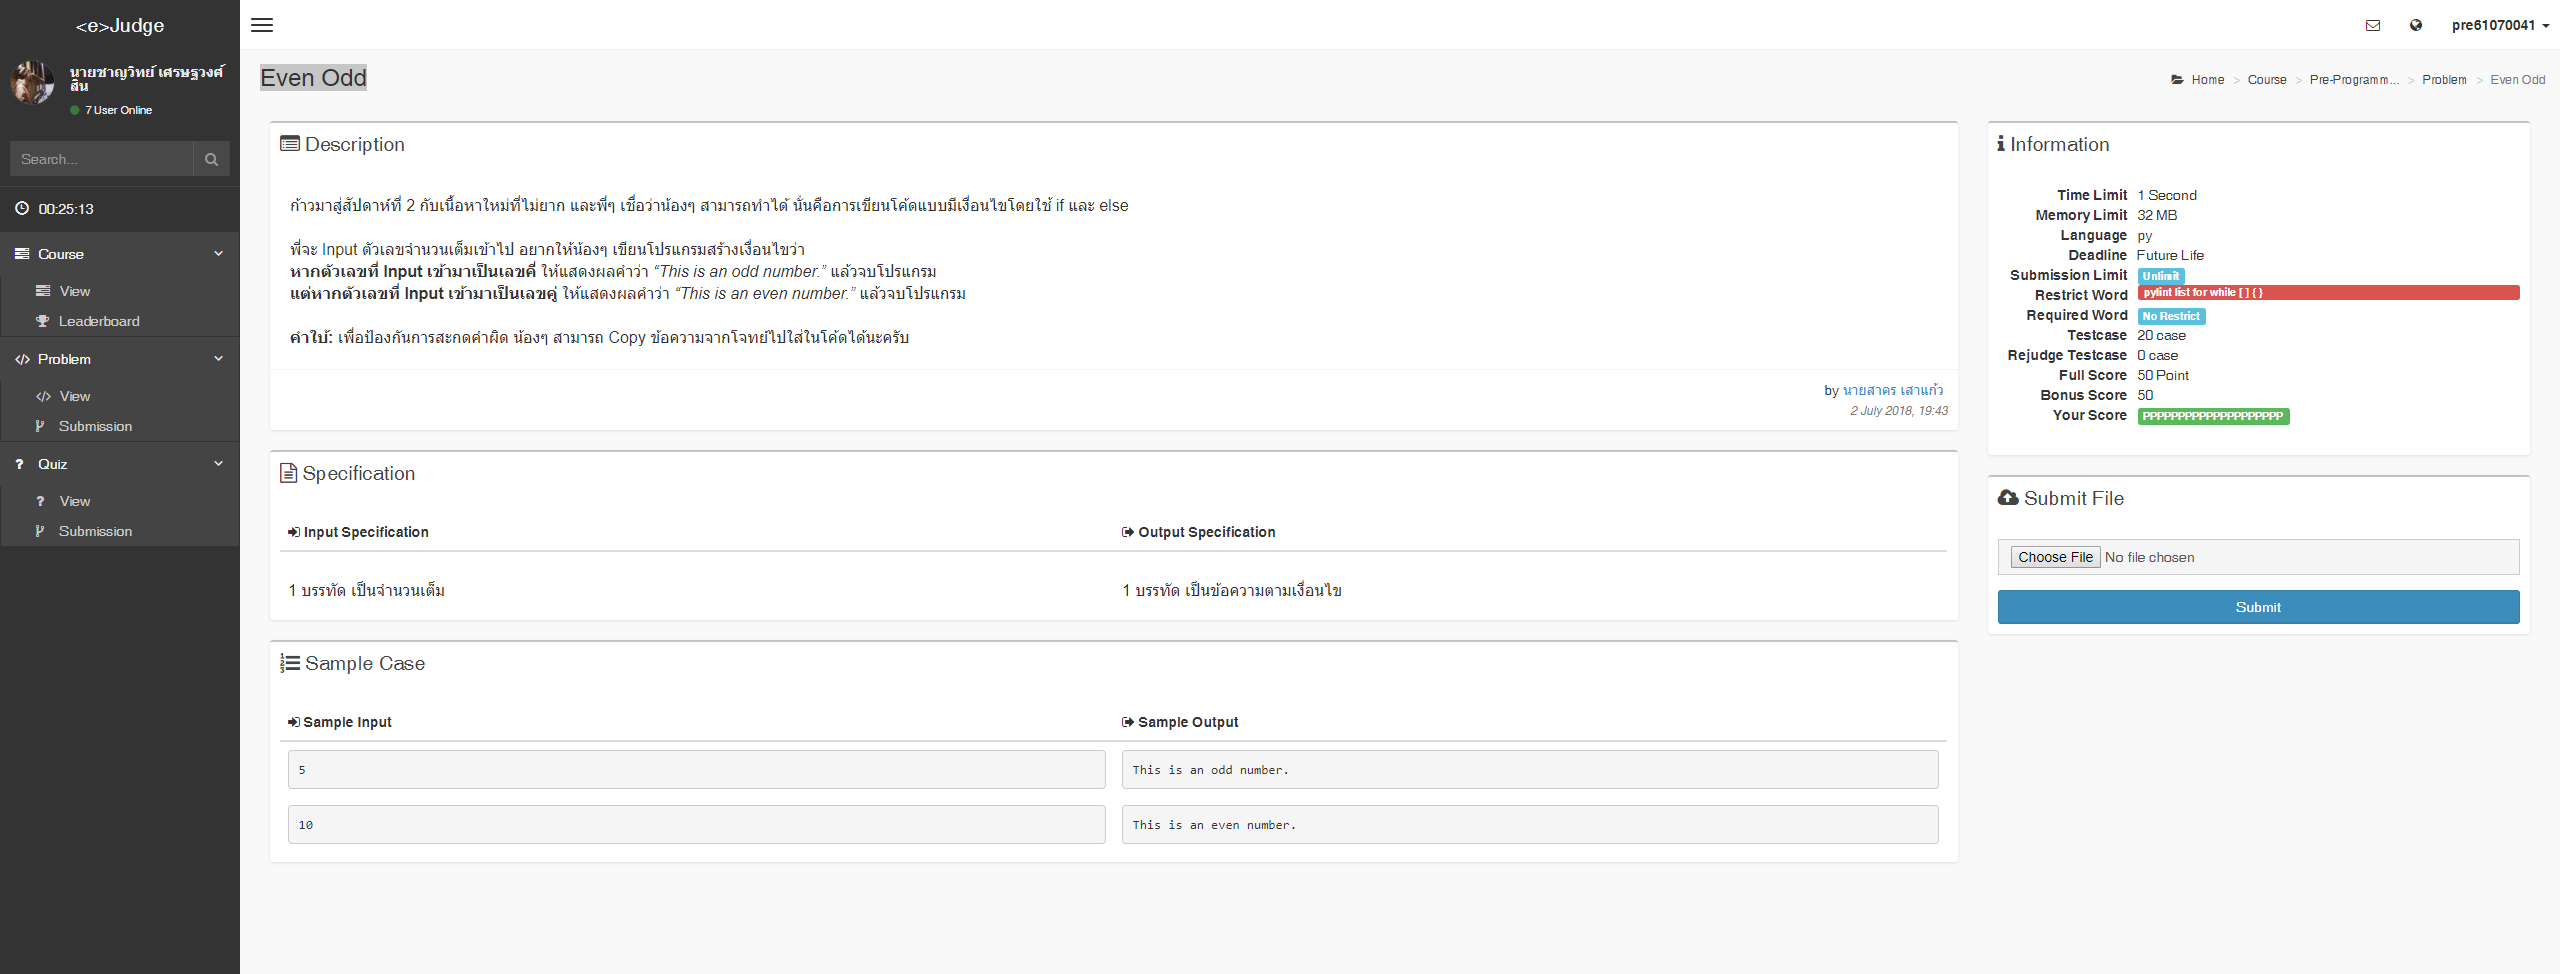 <e>Judge
pre61070041
นายชาญวิทย์ เศรษฐวงศ์
สิน
7 User Online
Search...
00:25:13
Course
View
Leaderboard
Problem
View
Submission
Quiz
View
Submission
Even Odd
Home > Course > Pre-Programm... > Problem > Even Odd
Description
ก้าวมาสู่สัปดาห์ที่ 2 กับเนื้อหาใหม่ที่ไม่ยาก และพี่ๆ เชื่อว่าน้องๆ สามารถทำได้ นั่นคือการเขียนโค้ดแบบมีเงื่อนไขโดยใช้ if และ else
พี่จะ Input ตัวเลขจำนวนเต็มเข้าไป อยากให้น้องๆ เขียนโปรแกรมสร้างเงื่อนไขว่า
หากตัวเลขที่ Input เข้ามาเป็นเลขคี่ ให้แสดงผลคำว่า “This is an odd number.” แล้วจบโปรแกรม
แต่หากตัวเลขที่ Input เข้ามาเป็นเลขคู่ ให้แสดงผลคำว่า “This is an even number.” แล้วจบโปรแกรม
คำใบ้: เพื่อป้องกันการสะกดคำผิด น้องๆ สามารถ Copy ข้อความจากโจทย์ไปใส่ในโค้ดได้นะครับ
by นายสาคร เสาแก้ว
2 July 2018, 19:43
Specification
Input Specification
Output Specification
1 บรรทัด เป็นจำนวนเต็ม
1 บรรทัด เป็นข้อความตามเงื่อนไข
Sample Case
Sample Input
Sample Output
5
This is an odd number.
10
This is an even number.
Information
Time Limit 1 Second
Memory Limit 32 MB
Language py
Deadline Future Life
Submission Limit Unlimit
Restrict Word pylint list for while [ ] { }
Required Word No Restrict
Testcase 20 case
Rejudge Testcase 0 case
Full Score 50 Point
Bonus Score 50
Your Score PPPPPPPPPPPPPPPPPPPP
Submit File
Choose File No file chosen
Submit